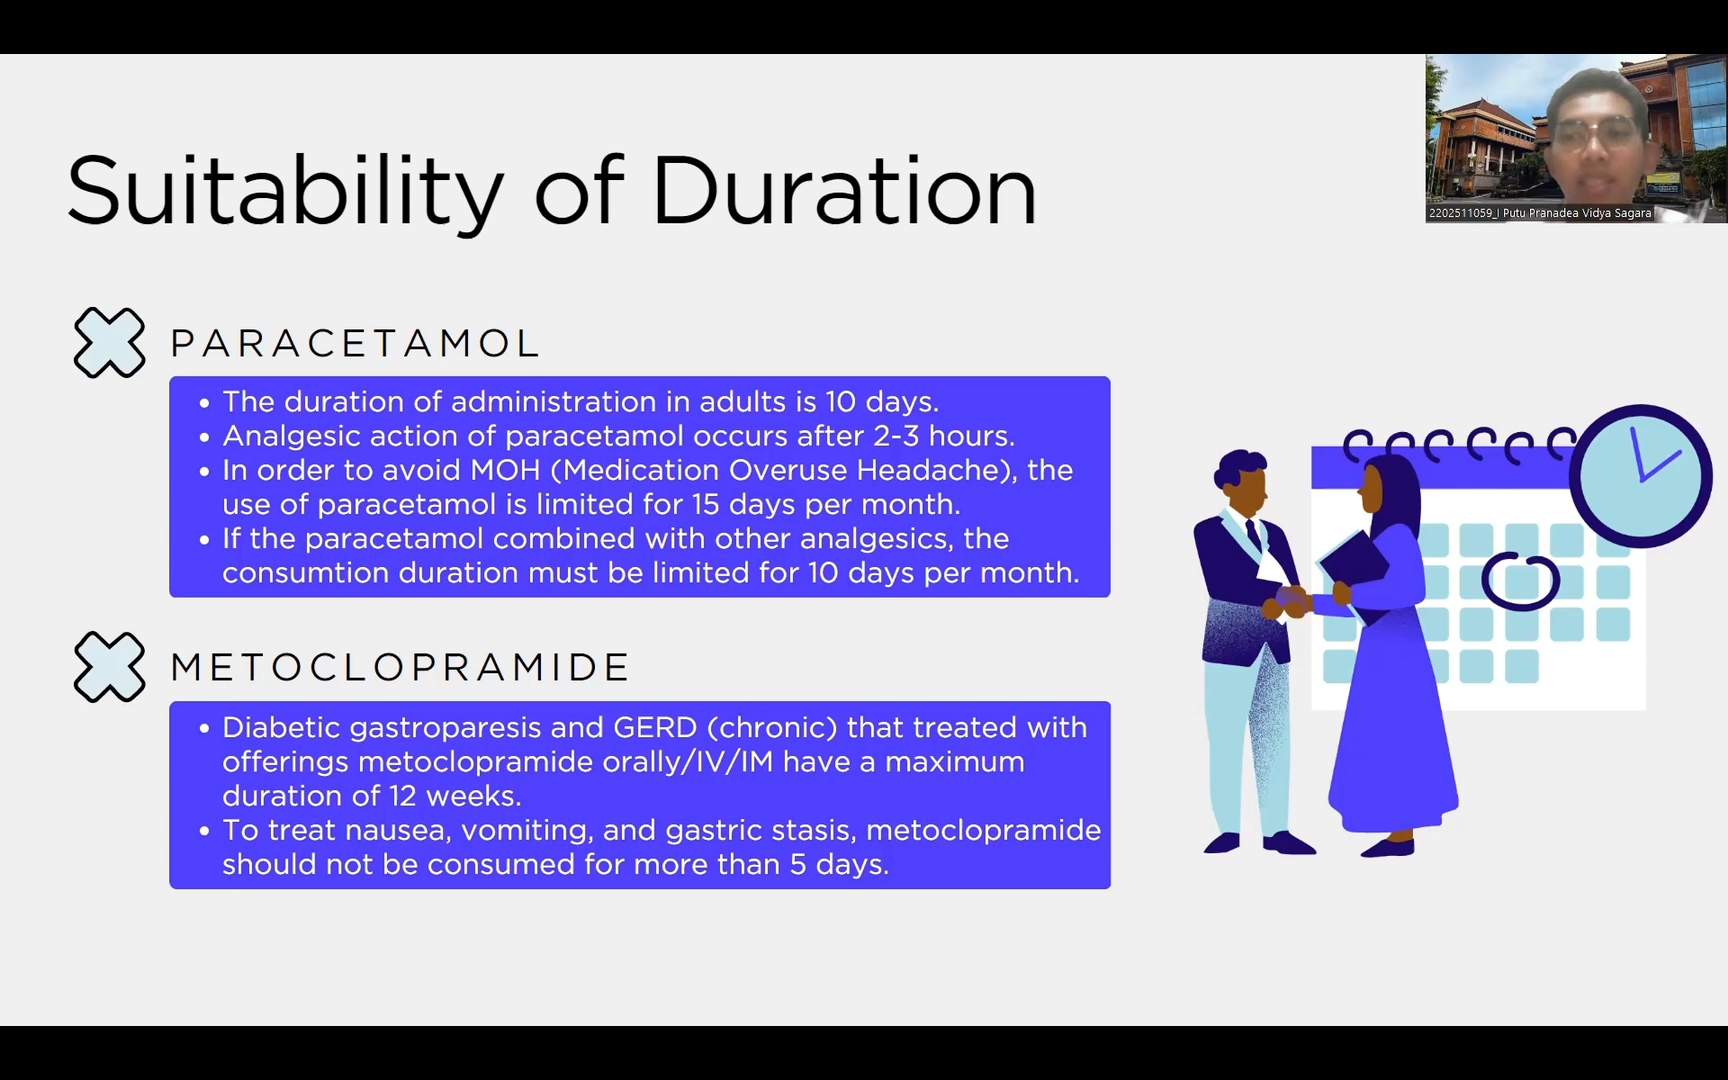 2202511059_I Putu Pranadea Vidya Sagara
Suitability of Duration
PARACETAMOL
• The duration of administration in adults is 10 days.
• Analgesic action of paracetamol occurs after 2-3 hours.
• In order to avoid MOH (Medication Overuse Headache), the
use of paracetamol is limited for 15 days per month.
• If the paracetamol combined with other analgesics, the
consumtion duration must be limited for 10 days per month.
METOCLOPRAMIDE
• Diabetic gastroparesis and GERD (chronic) that treated with
offerings metoclopramide orally/IV/IM have a maximum
duration of 12 weeks.
• To treat nausea, vomiting, and gastric stasis, metoclopramide
should not be consumed for more than 5 days.